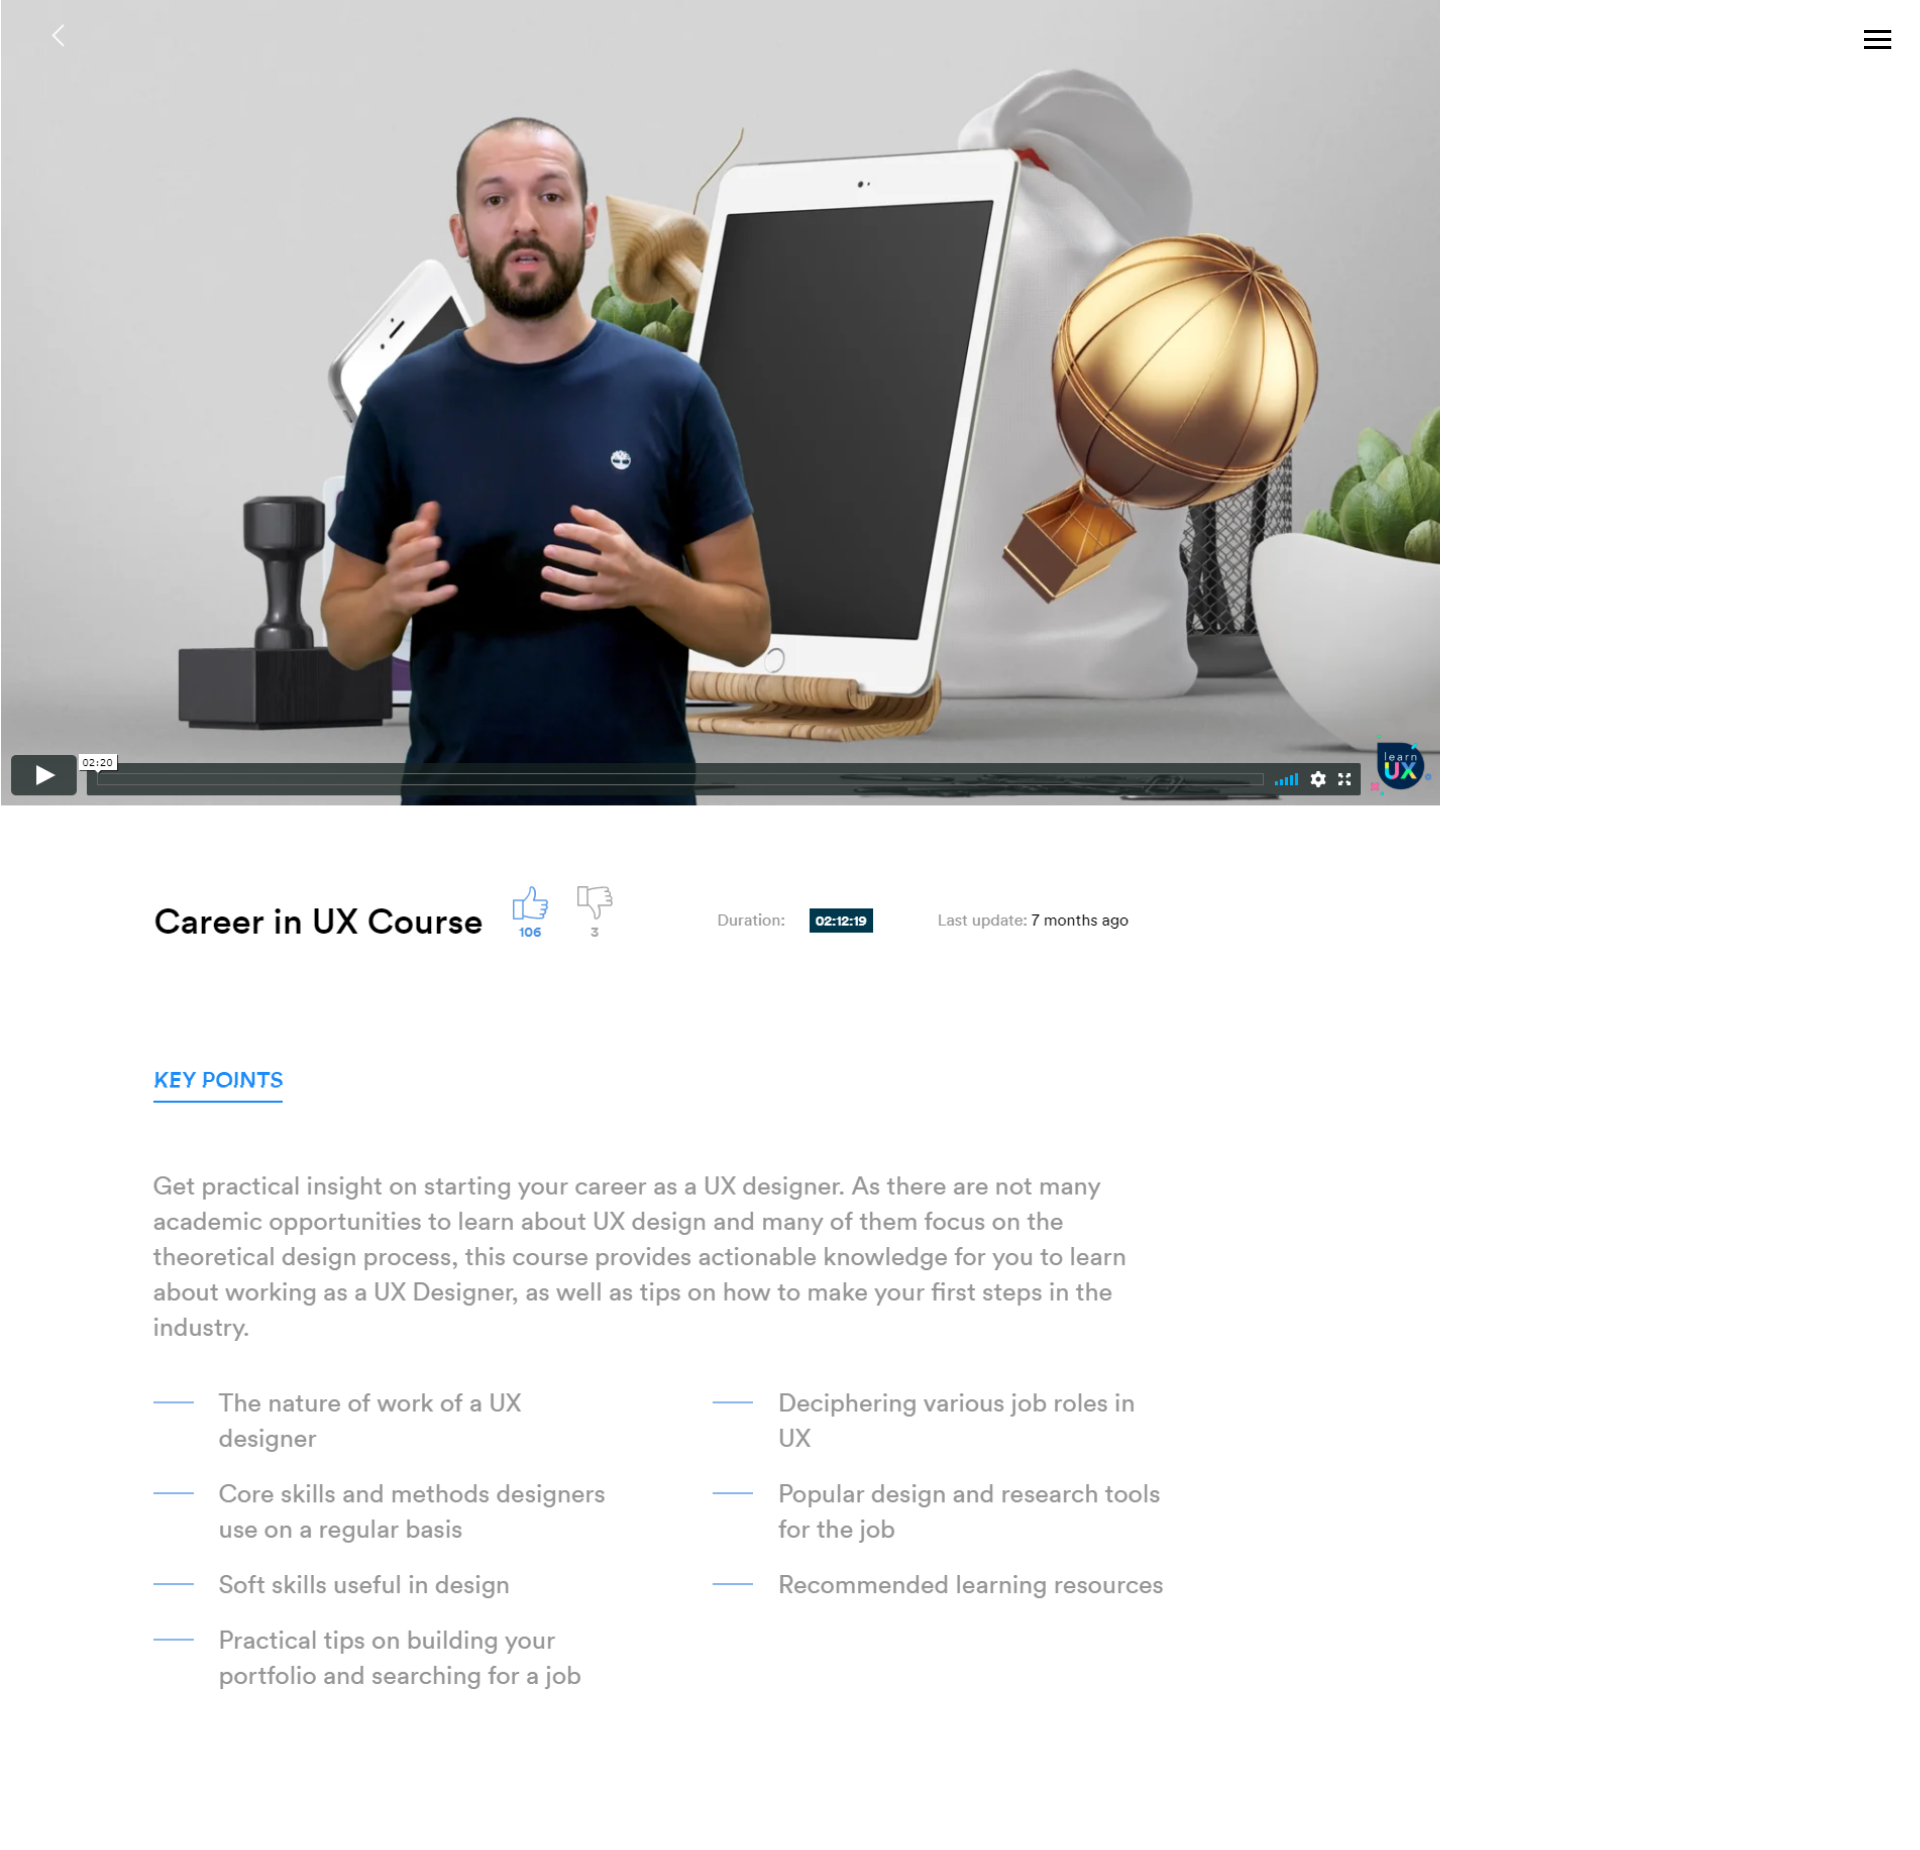 02:20
learn
UX
Career in UX Course
106
3
Duration:
02:12:19
Last update: 7 months ago
KEY POINTS
Get practical insight on starting your career as a UX designer. As there are not many
academic opportunities to learn about UX design and many of them focus on the
theoretical design process, this course provides actionable knowledge for you to learn
about working as a UX Designer, as well as tips on how to make your first steps in the
industry.
The nature of work of a UX
designer
Deciphering various job roles in
UX
Core skills and methods designers
use on a regular basis
Popular design and research tools
for the job
Soft skills useful in design
Recommended learning resources
Practical tips on building your
portfolio and searching for a job